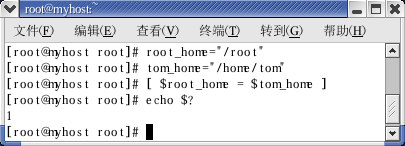 root@myhost:~
文件(F) 编辑(E) 查看(V) 终端(T) 转到(G) 帮助(H)
[root@myhost root]# root_home="/root"
[root@myhost root]# tom_home="/home/tom"
[root@myhost root]# [ $root_home = $tom_home ]
[root@myhost root]# echo $?
1
[root@myhost root]#